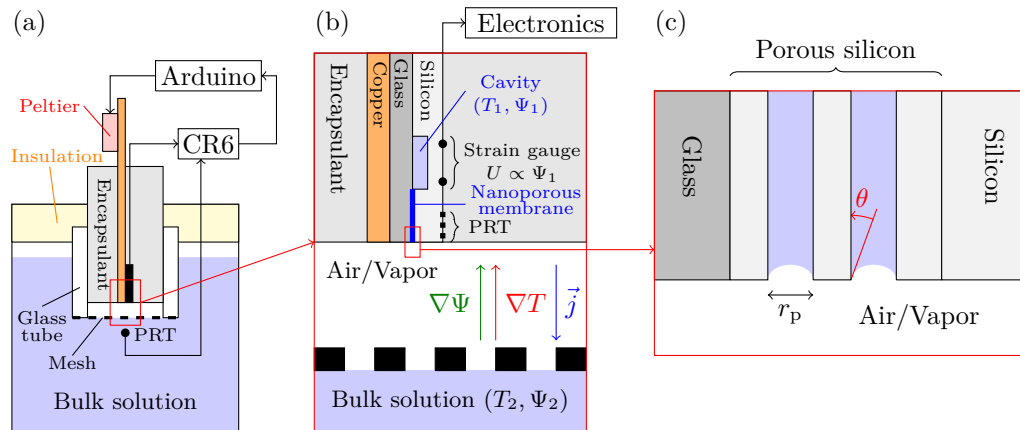 (a)
Arduino
Peltier
CR6
Insulation
Encapsulant
Glass
tube
Mesh
PRT
Bulk solution
(b)
Electronics
Encapsulant
Copper
Glass
Silicon
Cavity
(T₁, Ψ₁)
Strain gauge
U ∝ Ψ₁
Nanoporous
membrane
PRT
Air/Vapor
∇Ψ
∇T
j⃗
Bulk solution (T₂, Ψ₂)
(c)
Porous silicon
Glass
Silicon
θ
rₚ
Air/Vapor